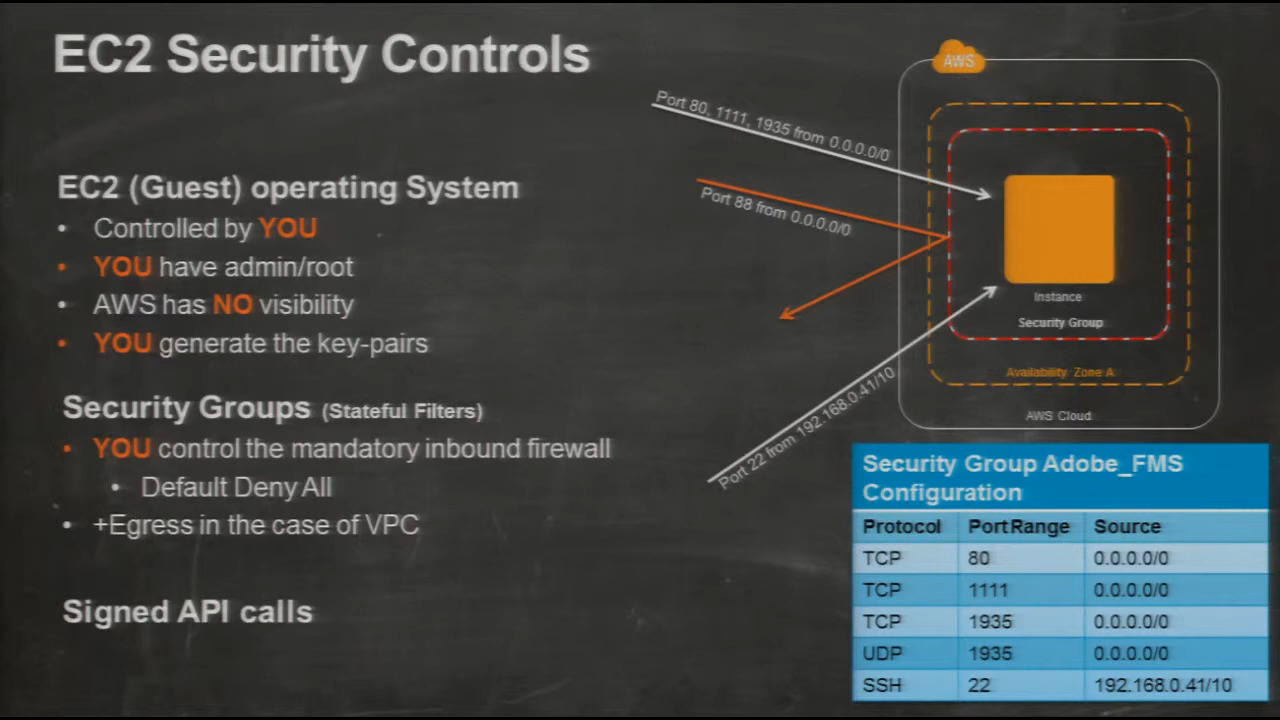 EC2 Security Controls
EC2 (Guest) operating System
• Controlled by YOU
• YOU have admin/root
• AWS has NO visibility
• YOU generate the key-pairs
Security Groups (Stateful Filters)
• YOU control the mandatory inbound firewall
• Default Deny All
• +Egress in the case of VPC
Signed API calls
AWS
Port 80, 1111, 1935 from 0.0.0.0/0
Port 88 from 0.0.0.0/0
Port 22 from 192.168.0.41/10
Instance
Security Group
Availability Zone A
AWS Cloud
Security Group Adobe_FMS
Configuration
Protocol Port Range Source
TCP 80 0.0.0.0/0
TCP 1111 0.0.0.0/0
TCP 1935 0.0.0.0/0
UDP 1935 0.0.0.0/0
SSH 22 192.168.0.41/10